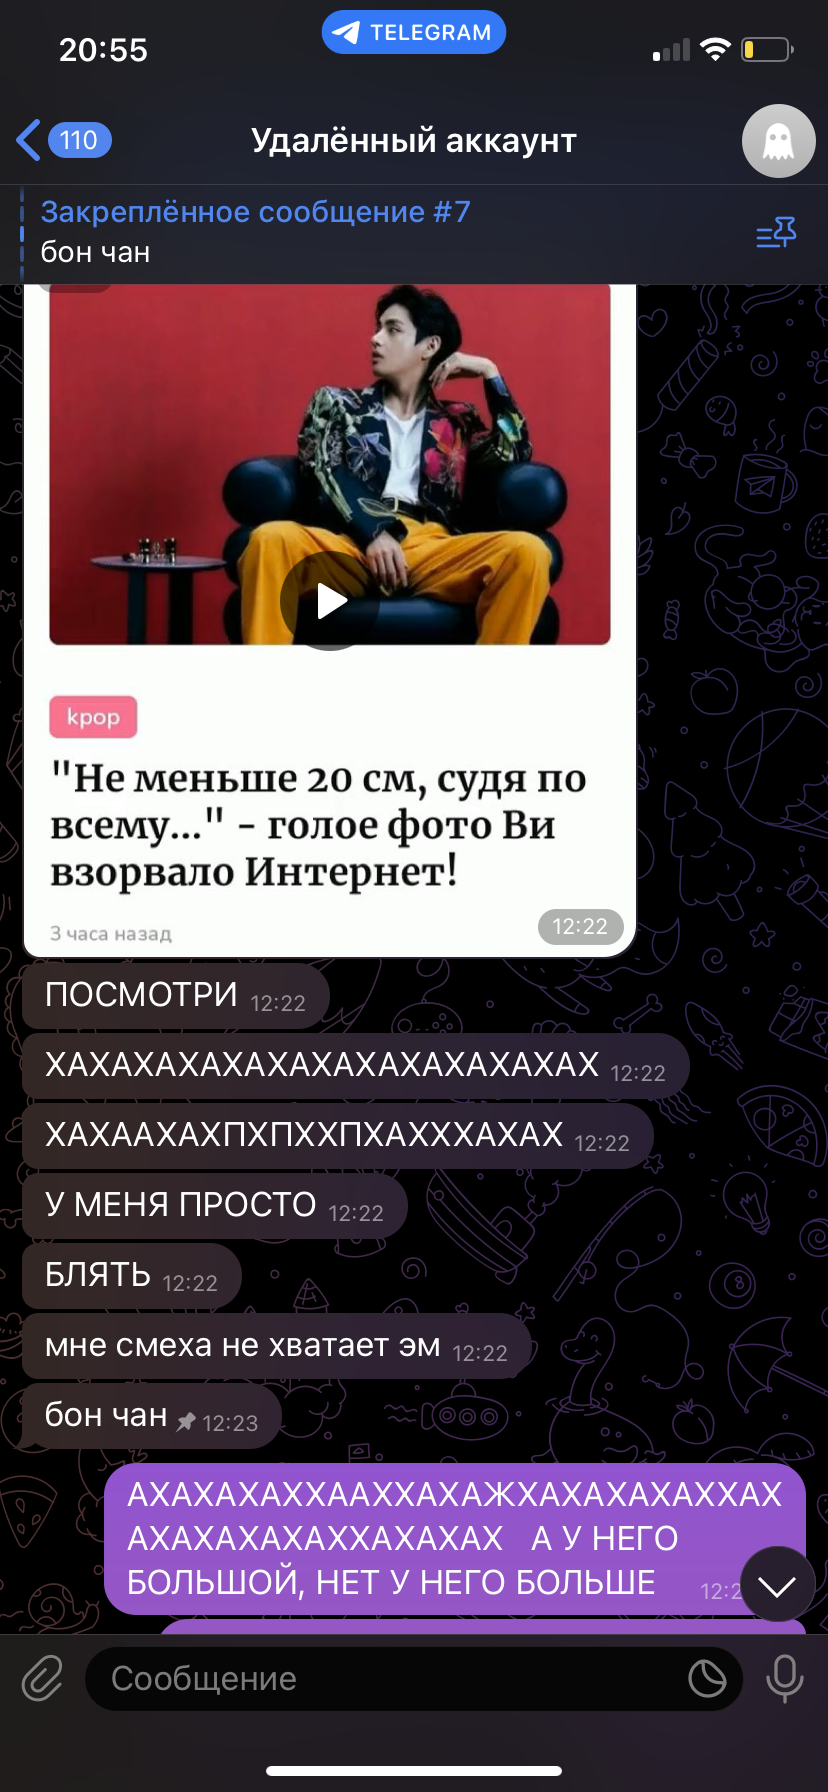 20:55
TELEGRAM
110
Удалённый аккаунт
Закреплённое сообщение #7
бон чан
kpop
"Не меньше 20 см, судя по
всему..." - голое фото Ви
взорвало Интернет!
3 часа назад
12:22
ПОСМОТРИ 12:22
ХАХАХАХАХАХАХАХАХАХАХАХАХ 12:22
ХАХААХАХПХПХХПХАХХХАХАХ 12:22
У МЕНЯ ПРОСТО 12:22
БЛЯТЬ 12:22
мне смеха не хватает эм 12:22
бон чан 12:23
АХАХАХАХХААХХАХАЖХАХАХАХАХХАХ
АХАХАХАХАХХАХАХАХ А У НЕГО
БОЛЬШОЙ, НЕТ У НЕГО БОЛЬШЕ
Сообщение